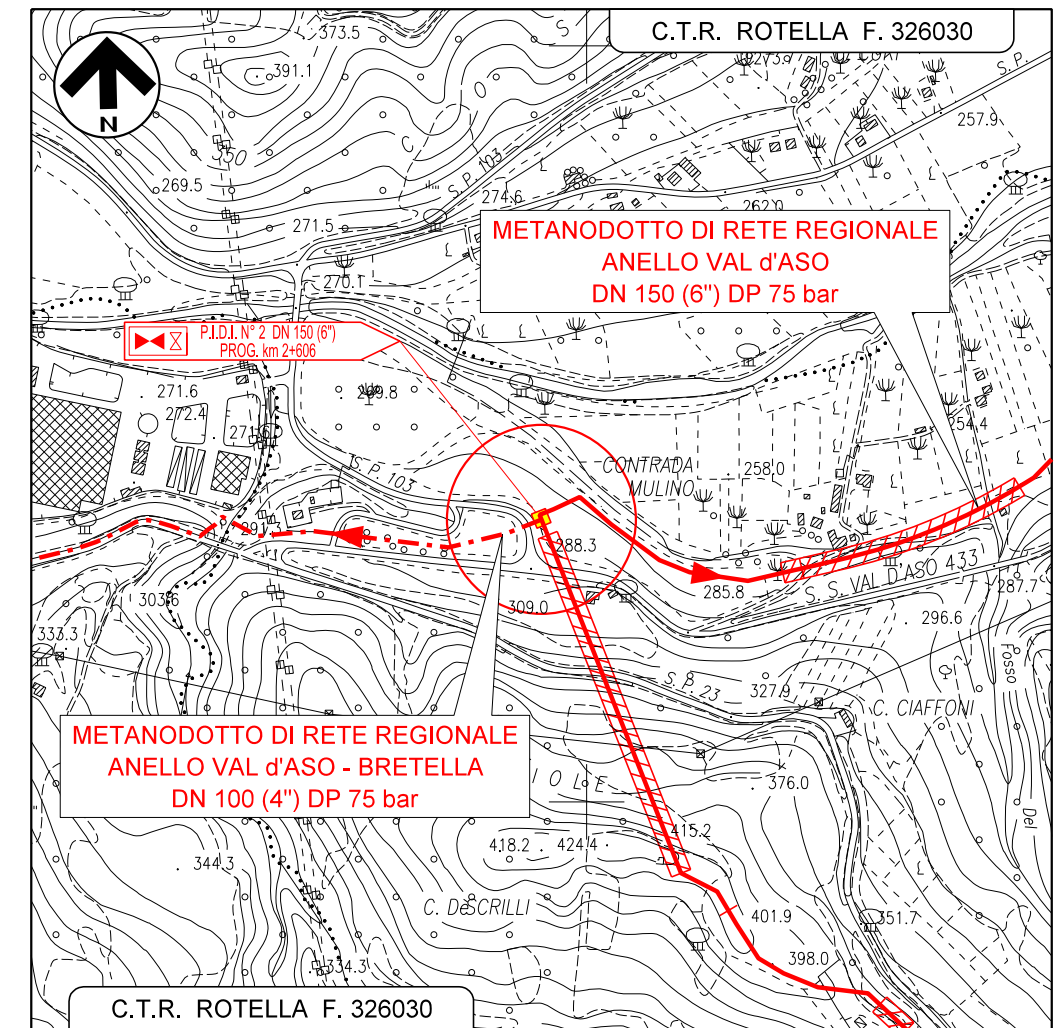 C.T.R. ROTELLA F. 326030
373.5
391.1
N
S.P.
257.9
350
269.5
S.P. 103
274.6
262.0
271.5
270.1
METANODOTTO DI RETE REGIONALE
ANELLO VAL d'ASO
DN 150 (6") DP 75 bar
P.I.D.I. N° 2 DN 150 (6")
PROG. km 2+606
271.6
272.4
269.8
254.4
S.P. 103
CONTRADA
MULINO
258.0
288.3
285.8
S. S. VAL D'ASO 433
287.7
303.6
309.0
296.6
333.3
S.P. 23
327.9
Fosso
Del
C. CIAFFONI
METANODOTTO DI RETE REGIONALE
ANELLO VAL d'ASO - BRETELLA
DN 100 (4") DP 75 bar
O L E
376.0
415.2
418.2
424.4
344.3
C. DeSCRILLI
401.9
351.7
398.0
334.3
C.T.R. ROTELLA F. 326030